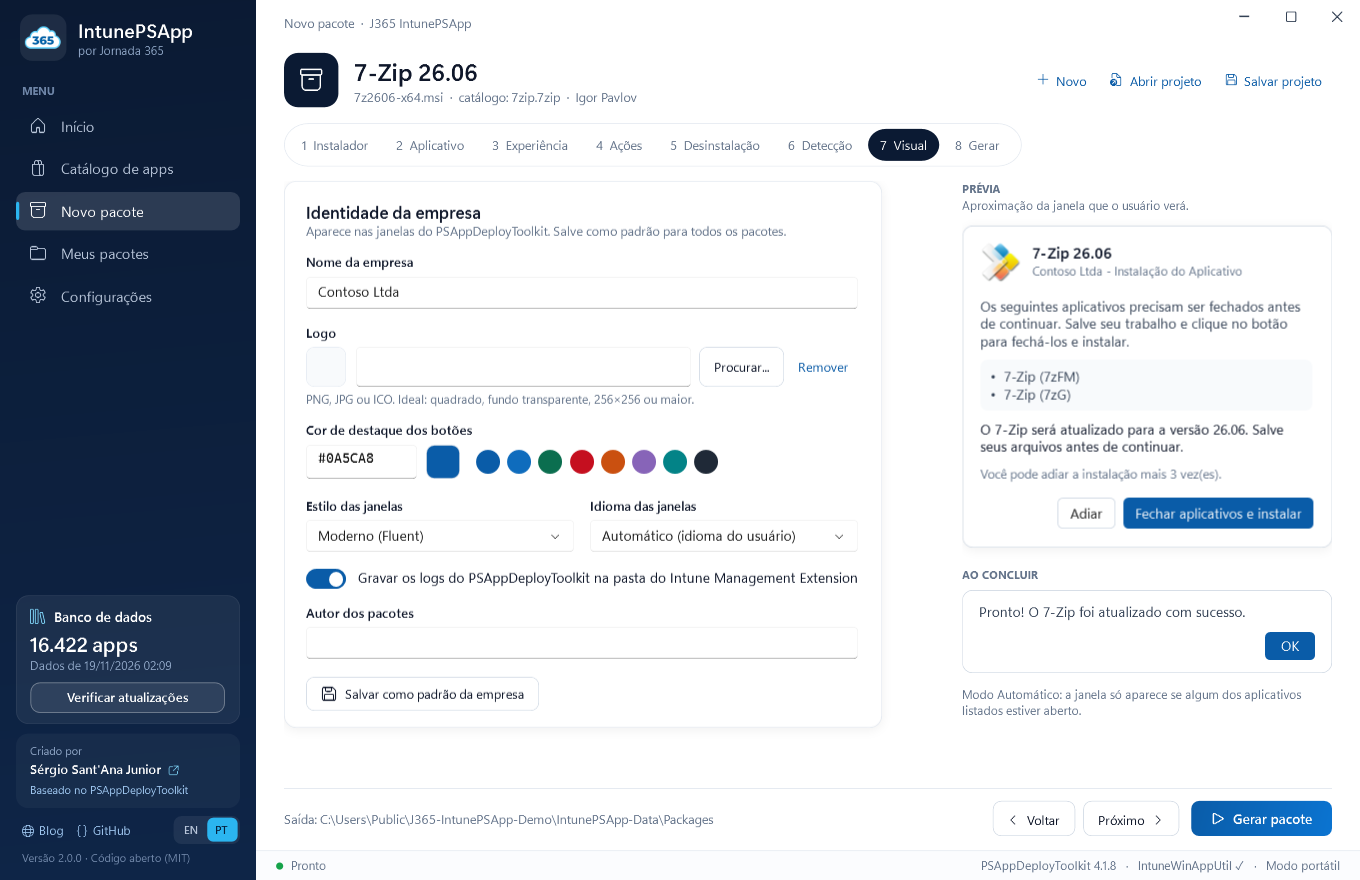 365
IntunePSApp
por Jornada 365
MENU
Início
Catálogo de apps
Novo pacote
Meus pacotes
Configurações
Banco de dados
16.422 apps
Dados de 19/11/2026 02:09
Verificar atualizações
Criado por
Sérgio Sant'Ana Junior
Baseado no PSAppDeployToolkit
Blog
{} GitHub
EN PT
Versão 2.0.0 · Código aberto (MIT)
Novo pacote · J365 IntunePSApp
7-Zip 26.06
7z2606-x64.msi · catálogo: 7zip.7zip · Igor Pavlov
Novo
Abrir projeto
Salvar projeto
1 Instalador
2 Aplicativo
3 Experiência
4 Ações
5 Desinstalação
6 Detecção
7 Visual
8 Gerar
Identidade da empresa
Aparece nas janelas do PSAppDeployToolkit. Salve como padrão para todos os pacotes.
Nome da empresa
Contoso Ltda
Logo
Procurar...
Remover
PNG, JPG ou ICO. Ideal: quadrado, fundo transparente, 256×256 ou maior.
Cor de destaque dos botões
#0A5CA8
Estilo das janelas
Idioma das janelas
Moderno (Fluent)
Automático (idioma do usuário)
Gravar os logs do PSAppDeployToolkit na pasta do Intune Management Extension
Autor dos pacotes
Salvar como padrão da empresa
PRÉVIA
Aproximação da janela que o usuário verá.
7-Zip 26.06
Contoso Ltda - Instalação do Aplicativo
Os seguintes aplicativos precisam ser fechados antes
de continuar. Salve seu trabalho e clique no botão
para fechá-los e instalar.
• 7-Zip (7zFM)
• 7-Zip (7zG)
O 7-Zip será atualizado para a versão 26.06. Salve
seus arquivos antes de continuar.
Você pode adiar a instalação mais 3 vez(es).
Adiar
Fechar aplicativos e instalar
AO CONCLUIR
Pronto! O 7-Zip foi atualizado com sucesso.
OK
Modo Automático: a janela só aparece se algum dos aplicativos
listados estiver aberto.
Saída: C:\Users\Public\J365-IntunePSApp-Demo\IntunePSApp-Data\Packages
Voltar
Próximo
Gerar pacote
Pronto
PSAppDeployToolkit 4.1.8 · IntuneWinAppUtil ✓ · Modo portátil